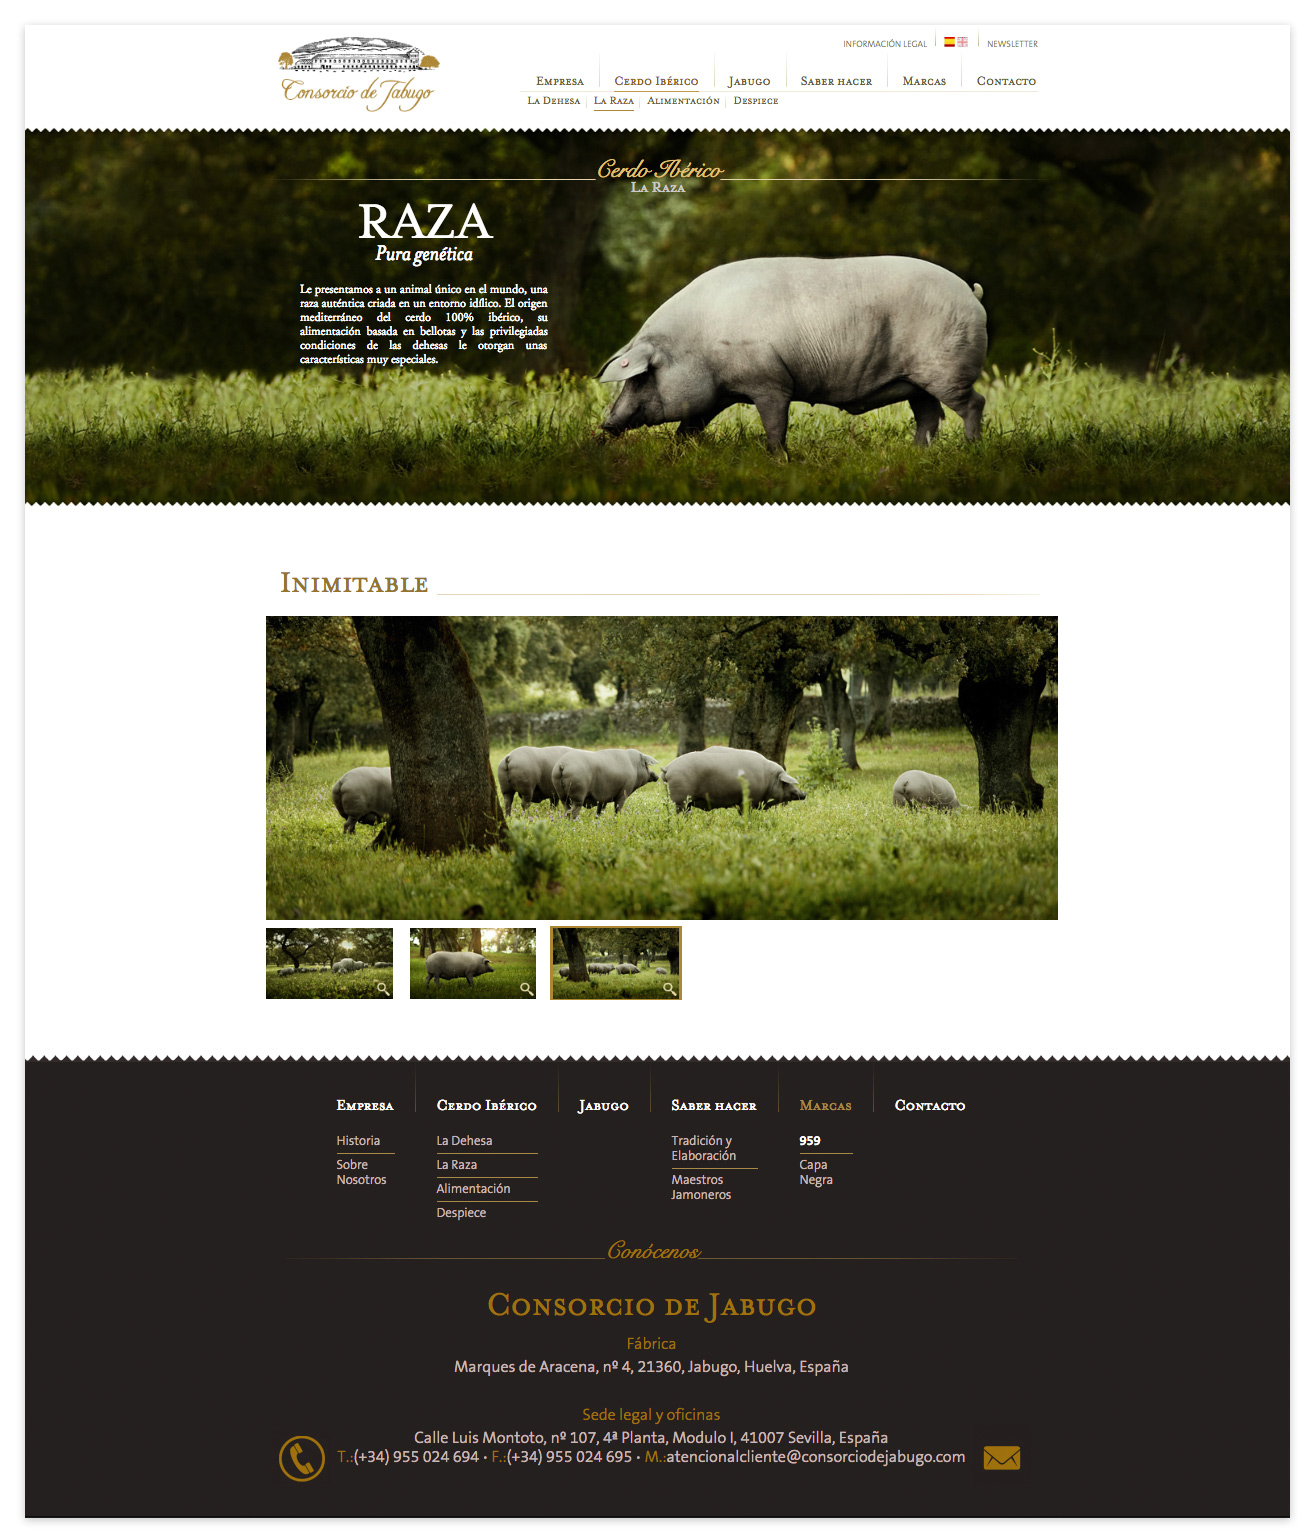 Consorcio de Jabugo
INFORMACIÓN LEGAL
NEWSLETTER
Empresa
Cerdo Ibérico
Jabugo
Saber hacer
Marcas
Contacto
La Dehesa
La Raza
Alimentación
Despiece
Cerdo Ibérico
La Raza
RAZA
Pura genética
Le presentamos a un animal único en el mundo, una
raza auténtica criada en un entorno idílico. El origen
mediterráneo del cerdo 100% ibérico, su
alimentación basada en bellotas y las privilegiadas
condiciones de las dehesas le otorgan unas
características muy especiales.
Inimitable
Empresa
Historia
Sobre
Nosotros
Cerdo Ibérico
La Dehesa
La Raza
Alimentación
Despiece
Jabugo
Saber hacer
Tradición y
Elaboración
Maestros
Jamoneros
Marcas
959
Capa
Negra
Contacto
Conócenos
Consorcio de Jabugo
Fábrica
Marques de Aracena, nº 4, 21360, Jabugo, Huelva, España
Sede legal y oficinas
Calle Luis Montoto, nº 107, 4ª Planta, Modulo I, 41007 Sevilla, España
T.:(+34) 955 024 694 · F.:(+34) 955 024 695 · M.:atencionalcliente@consorciodejabugo.com